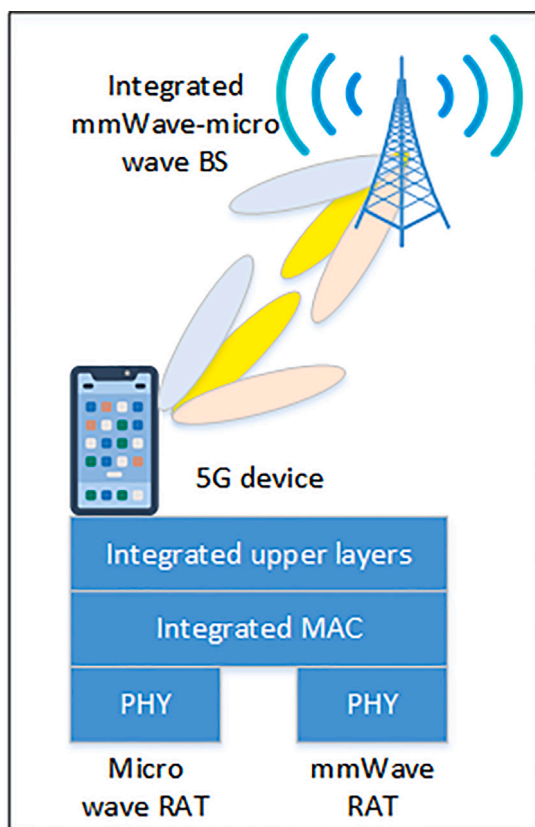 Integrated
mmWave-micro
wave BS
5G device
Integrated upper layers
Integrated MAC
PHY
PHY
Micro
wave RAT
mmWave
RAT